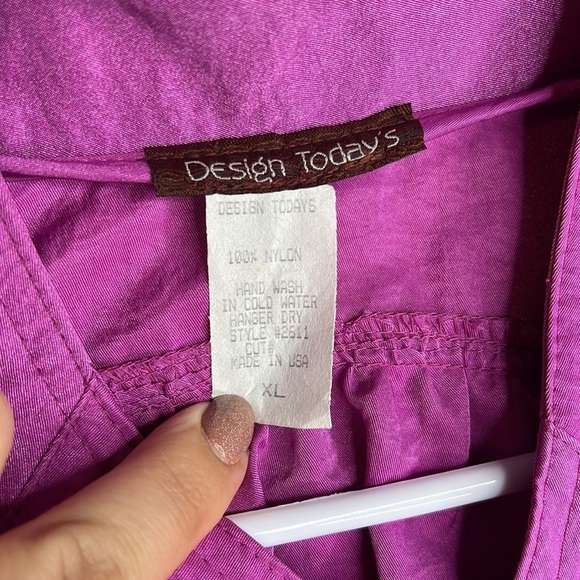 Design Today's
DESIGN TODAYS
100% NYLON
HAND WASH
IN COLD WATER
HANGER DRY
STYLE #2611
CUT#
MADE IN USA
XL